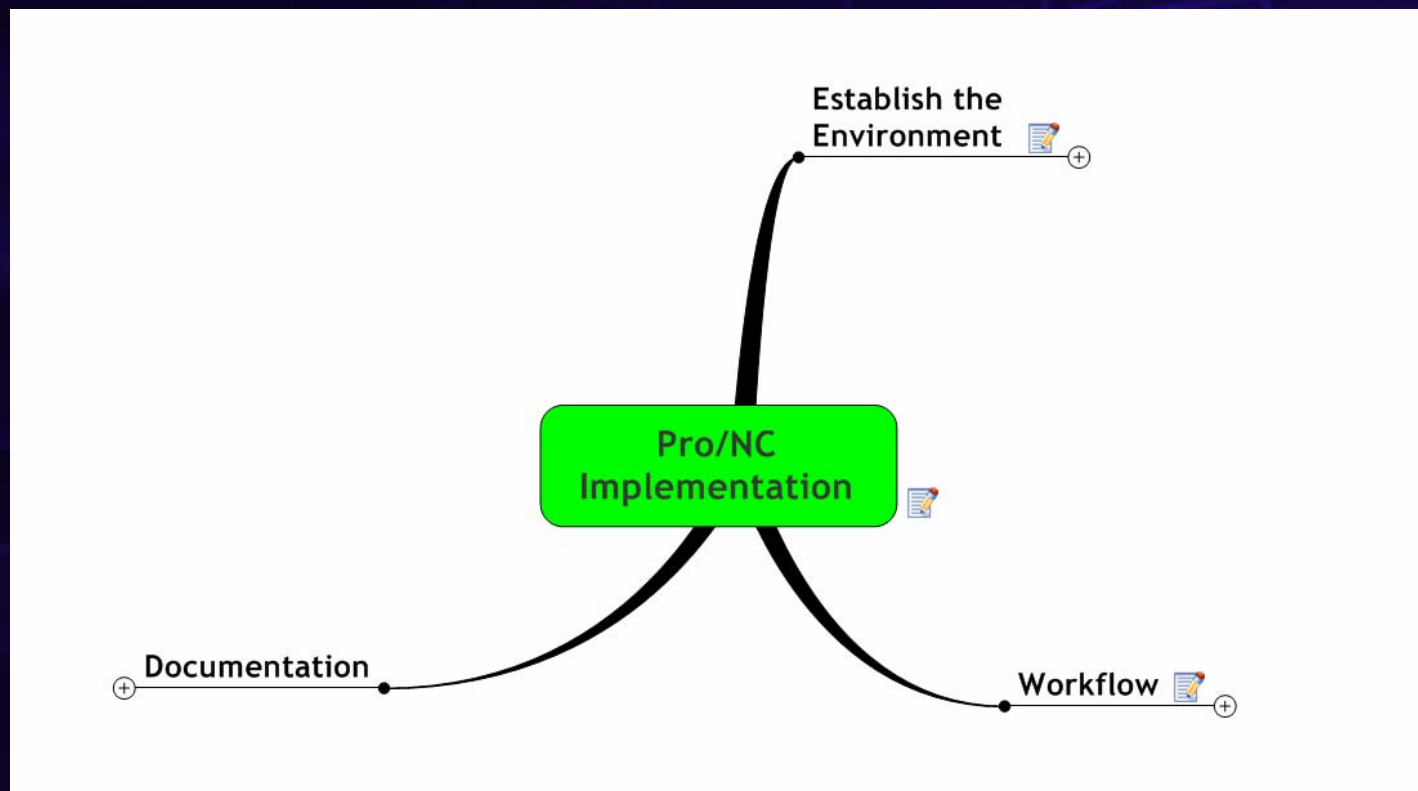 Establish the
Environment
Pro/NC
Implementation
Documentation
Workflow